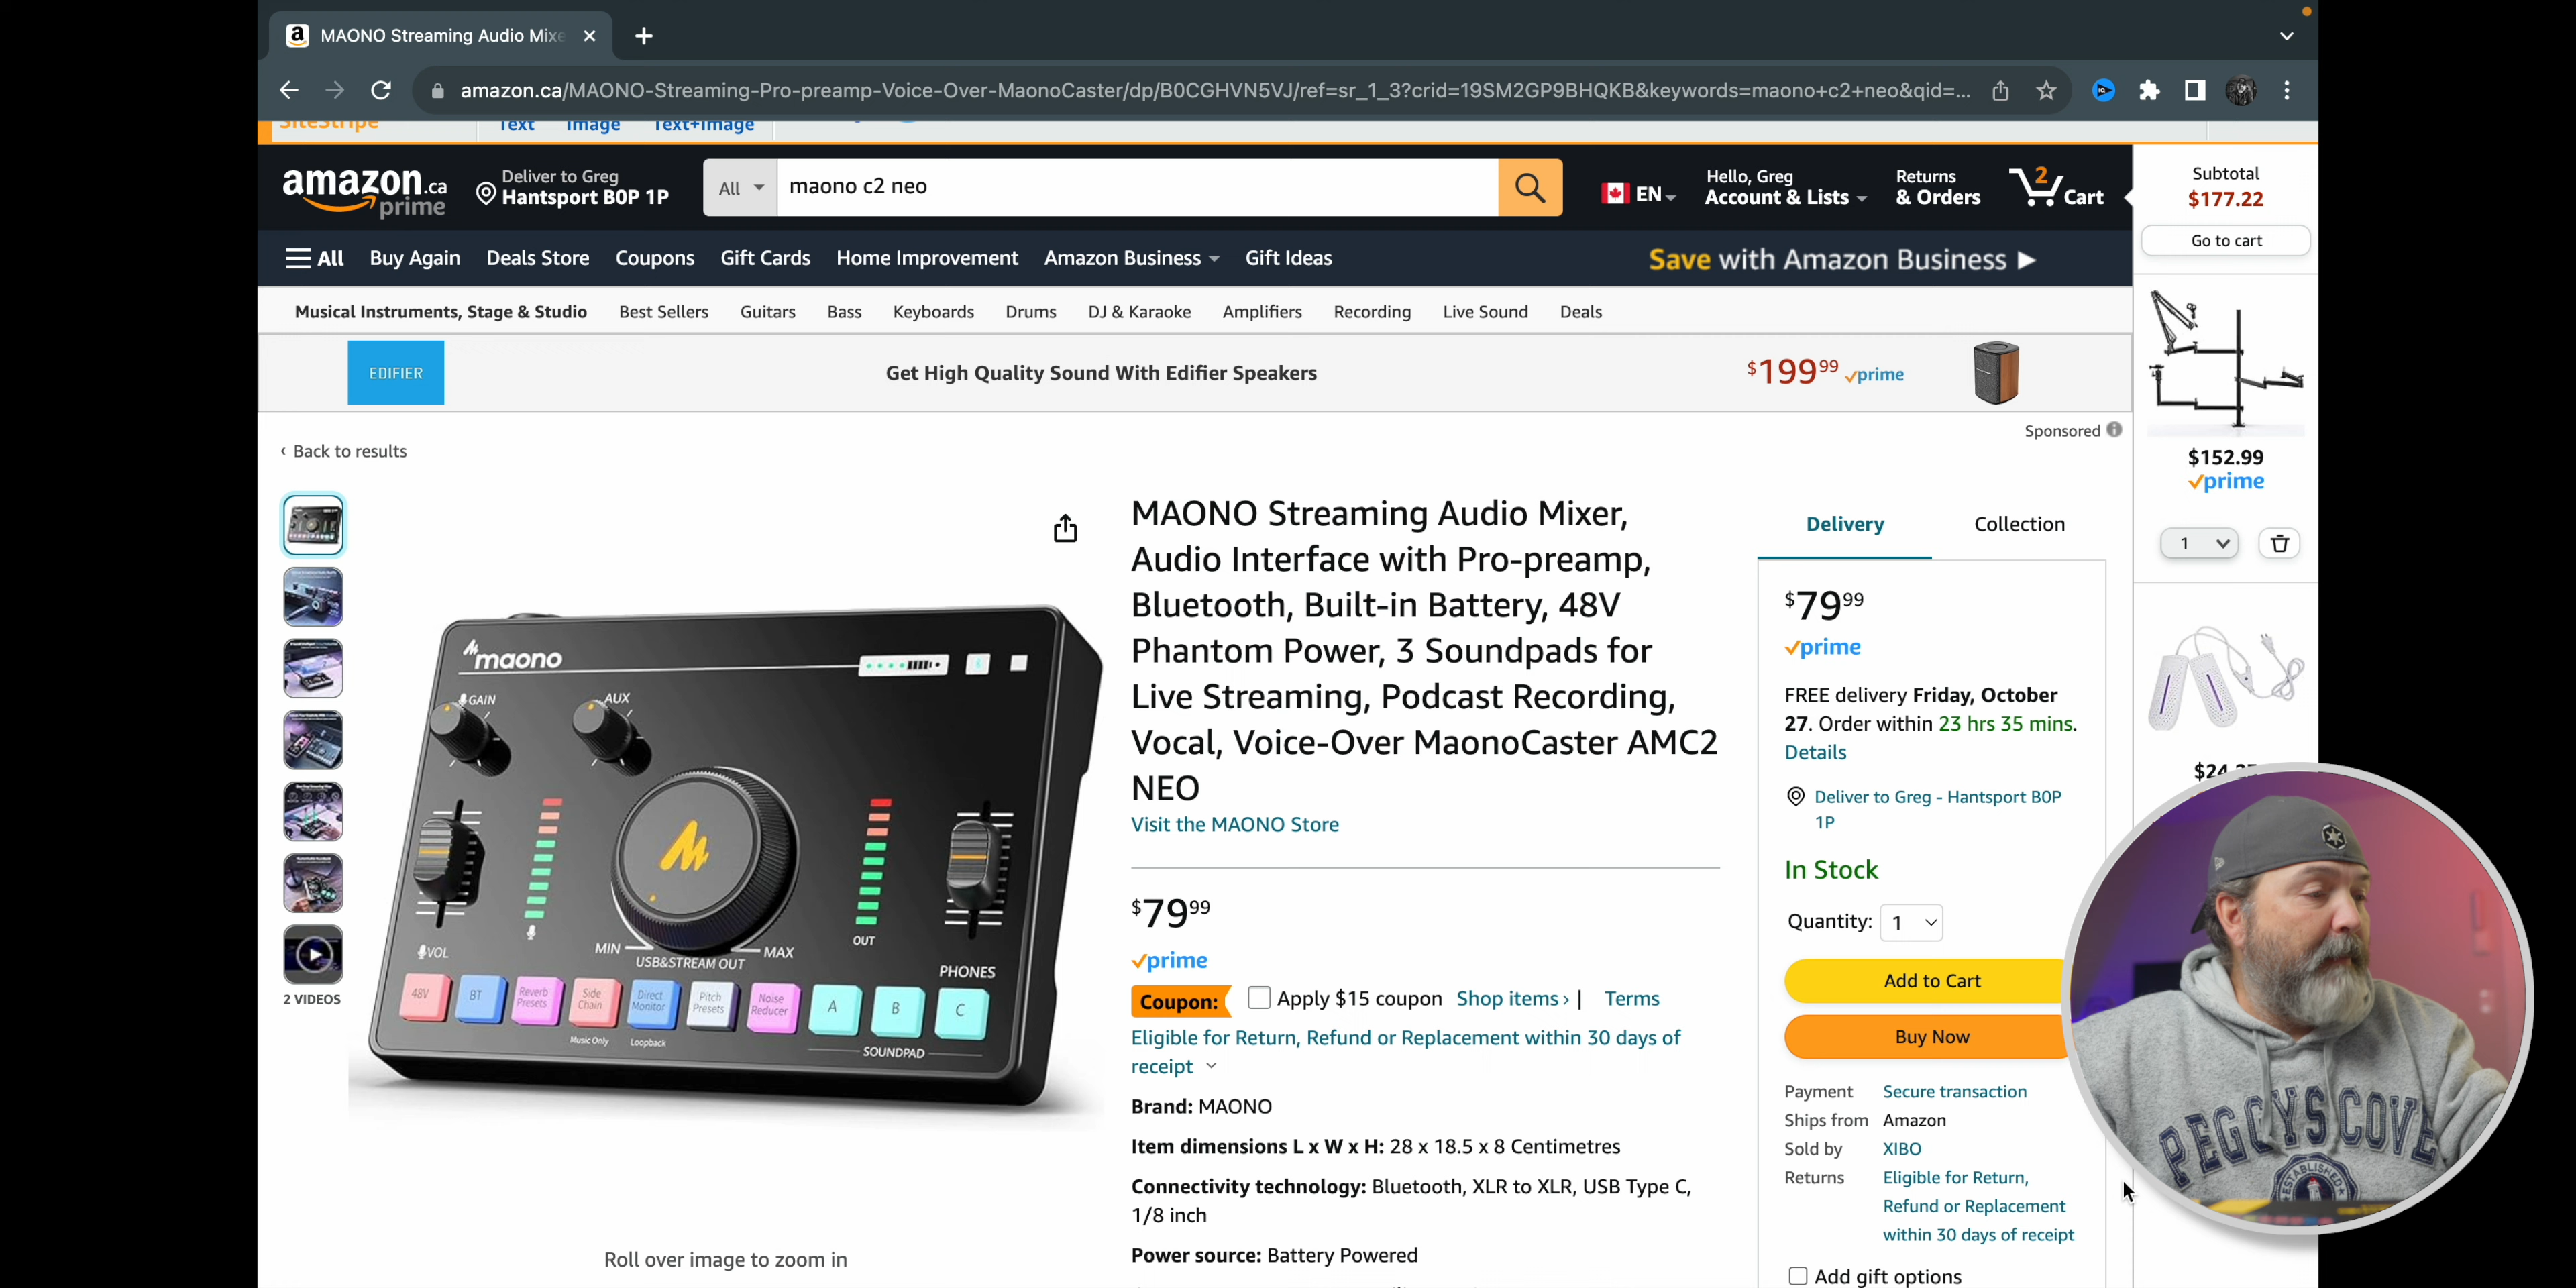 MAONO Streaming Audio Mixe
amazon.ca/MAONO-Streaming-Pro-preamp-Voice-Over-MaonoCaster/dp/B0CGHVN5VJ/ref=sr_1_3?crid=19SM2GP9BHQKB&keywords=maono+c2+neo&qid=...
SiteStripe Text Image Text+Image
amazon.ca
prime
Deliver to Greg
Hantsport B0P 1P
All
maono c2 neo
EN
Hello, Greg
Account & Lists
Returns
& Orders
2
Cart
Subtotal
$177.22
Go to cart
All Buy Again Deals Store Coupons Gift Cards Home Improvement Amazon Business Gift Ideas
Save with Amazon Business
Musical Instruments, Stage & Studio Best Sellers Guitars Bass Keyboards Drums DJ & Karaoke Amplifiers Recording Live Sound Deals
EDIFIER
Get High Quality Sound With Edifier Speakers
$199 99 prime
Sponsored
‹ Back to results
$152.99
prime
1
MAONO Streaming Audio Mixer,
Audio Interface with Pro-preamp,
Bluetooth, Built-in Battery, 48V
Phantom Power, 3 Soundpads for
Live Streaming, Podcast Recording,
Vocal, Voice-Over MaonoCaster AMC2
NEO
Visit the MAONO Store
$79 99
prime
Coupon: Apply $15 coupon Shop items › | Terms
Eligible for Return, Refund or Replacement within 30 days of
receipt
Brand: MAONO
Item dimensions L x W x H: 28 x 18.5 x 8 Centimetres
Connectivity technology: Bluetooth, XLR to XLR, USB Type C,
1/8 inch
Power source: Battery Powered
maono
GAIN
AUX
VOL
MIN
MAX
USB&STREAM OUT
OUT
PHONES
48V
BT
Reverb
Presets
Side
Chain
Direct
Monitor
Pitch
Presets
Noise
Reducer
A
B
C
Music Only
Loopback
SOUNDPAD
2 VIDEOS
Roll over image to zoom in
Delivery
Collection
$79 99
prime
FREE delivery Friday, October
27. Order within 23 hrs 35 mins.
Details
Deliver to Greg - Hantsport B0P
1P
In Stock
Quantity: 1
Add to Cart
Buy Now
Payment Secure transaction
Ships from Amazon
Sold by XIBO
Returns Eligible for Return,
Refund or Replacement
within 30 days of receipt
Add gift options
PEGGYS COVE
ESTABLISHED